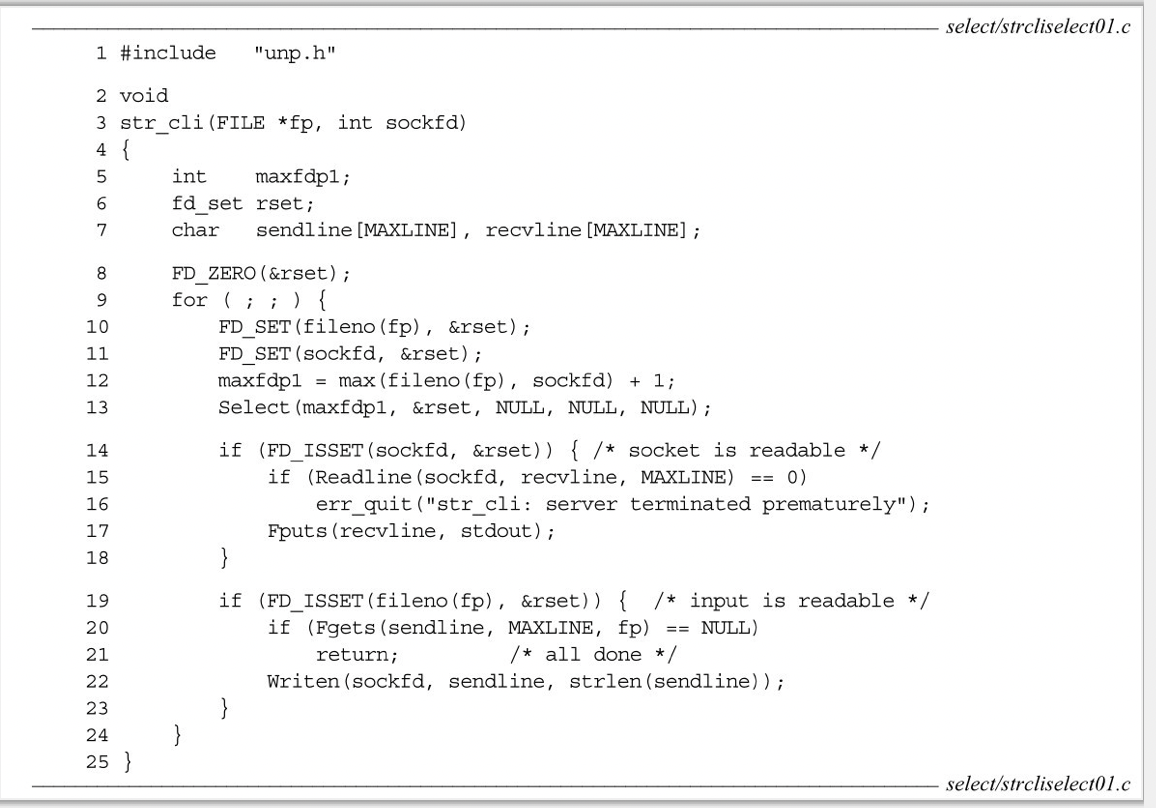 select/strcliselect01.c
1 #include   "unp.h"
2 void
3 str_cli(FILE *fp, int sockfd)
4 {
5     int    maxfdp1;
6     fd_set rset;
7     char   sendline[MAXLINE], recvline[MAXLINE];
8     FD_ZERO(&rset);
9     for ( ; ; ) {
10         FD_SET(fileno(fp), &rset);
11         FD_SET(sockfd, &rset);
12         maxfdp1 = max(fileno(fp), sockfd) + 1;
13         Select(maxfdp1, &rset, NULL, NULL, NULL);
14         if (FD_ISSET(sockfd, &rset)) { /* socket is readable */
15             if (Readline(sockfd, recvline, MAXLINE) == 0)
16                 err_quit("str_cli: server terminated prematurely");
17             Fputs(recvline, stdout);
18         }
19         if (FD_ISSET(fileno(fp), &rset)) {  /* input is readable */
20             if (Fgets(sendline, MAXLINE, fp) == NULL)
21                 return;         /* all done */
22             Writen(sockfd, sendline, strlen(sendline));
23         }
24     }
25 }
select/strcliselect01.c